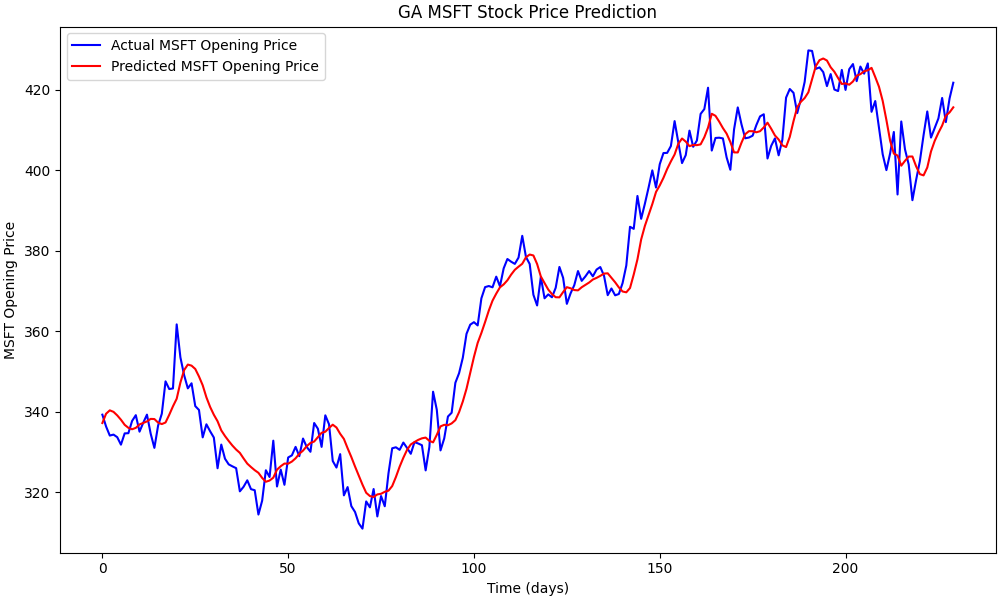 GA MSFT Stock Price Prediction
Actual MSFT Opening Price
Predicted MSFT Opening Price
MSFT Opening Price
420
400
380
360
340
320
0 50 100 150 200
Time (days)